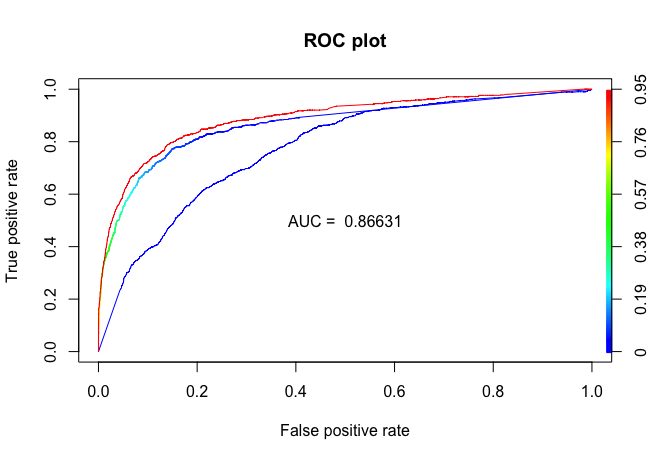 ROC plot
True positive rate
1.0
0.8
0.6
0.4
0.2
0.0
AUC =  0.86631
0.95
0.76
0.57
0.38
0.19
0
0.0 0.2 0.4 0.6 0.8 1.0
False positive rate